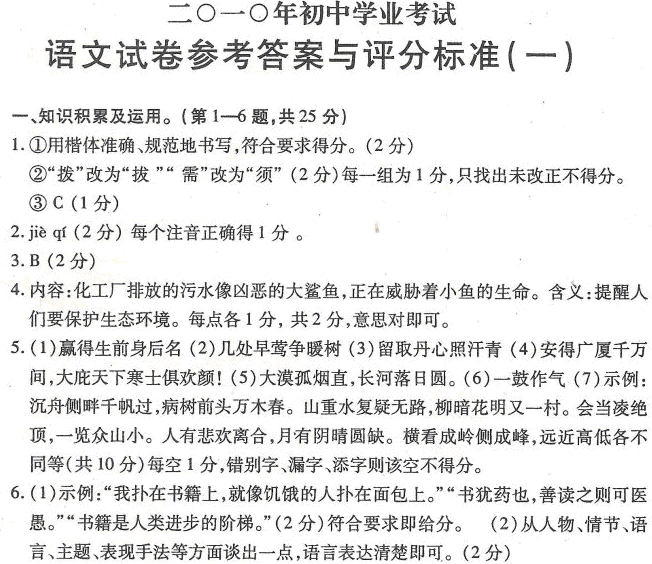 二〇一〇年初中学业考试
语文试卷参考答案与评分标准(一)
一、知识积累及运用。(第1—6题,共25分)
1.①用楷体准确、规范地书写,符合要求得分。(2分)
②“拨”改为“拔”“需”改为“须”(2分)每一组为1分,只找出未改正不得分。
③C(1分)
2.jiè qí(2分)每个注音正确得1分。
3.B(2分)
4.内容:化工厂排放的污水像凶恶的大鲨鱼,正在威胁着小鱼的生命。含义:提醒人
们要保护生态环境。每点各1分,共2分,意思对即可。
5.(1)赢得生前身后名(2)几处早莺争暖树(3)留取丹心照汗青(4)安得广厦千万
间,大庇天下寒士俱欢颜!(5)大漠孤烟直,长河落日圆。(6)一鼓作气(7)示例:
沉舟侧畔千帆过,病树前头万木春。山重水复疑无路,柳暗花明又一村。会当凌绝
顶,一览众山小。人有悲欢离合,月有阴晴圆缺。横看成岭侧成峰,远近高低各不
同等(共10分)每空1分,错别字、漏字、添字则该空不得分。
6.(1)示例:“我扑在书籍上,就像饥饿的人扑在面包上。”“书犹药也,善读之则可医
愚。”“书籍是人类进步的阶梯。”(2分)符合要求即给分。 (2)从人物、情节、语
言、主题、表现手法等方面谈出一点,语言表达清楚即可。(2分)